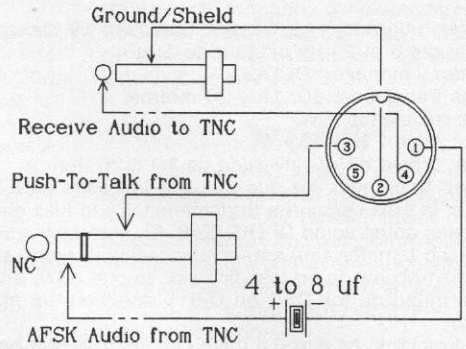 Ground/Shield
Receive Audio to TNC
3
1
5
4
2
Push-To-Talk from TNC
NC
4 to 8 uf
+
AFSK Audio from TNC